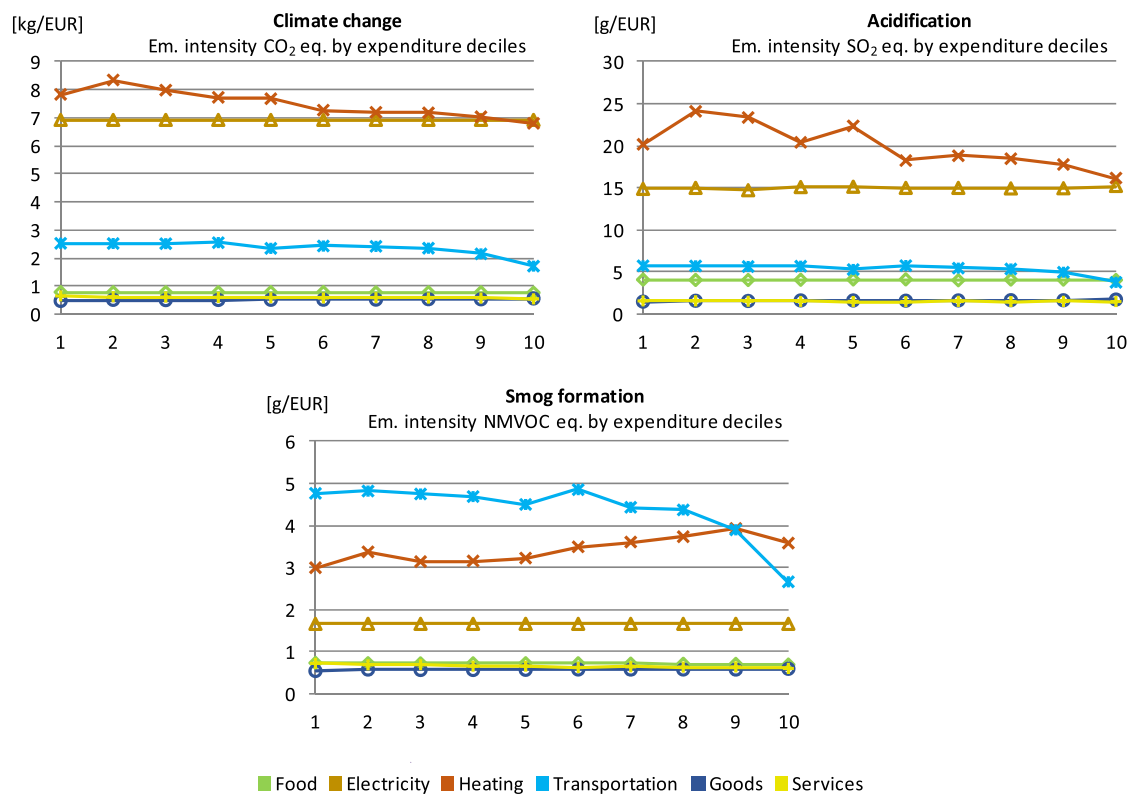 [kg/EUR]
Climate change
Em. intensity CO₂ eq. by expenditure deciles
9
8
7
6
5
4
3
2
1
0
1 2 3 4 5 6 7 8 9 10
[g/EUR]
Acidification
Em. intensity SO₂ eq. by expenditure deciles
30
25
20
15
10
5
0
1 2 3 4 5 6 7 8 9 10
[g/EUR]
Smog formation
Em. intensity NMVOC eq. by expenditure deciles
6
5
4
3
2
1
0
1 2 3 4 5 6 7 8 9 10
Food Electricity Heating Transportation Goods Services